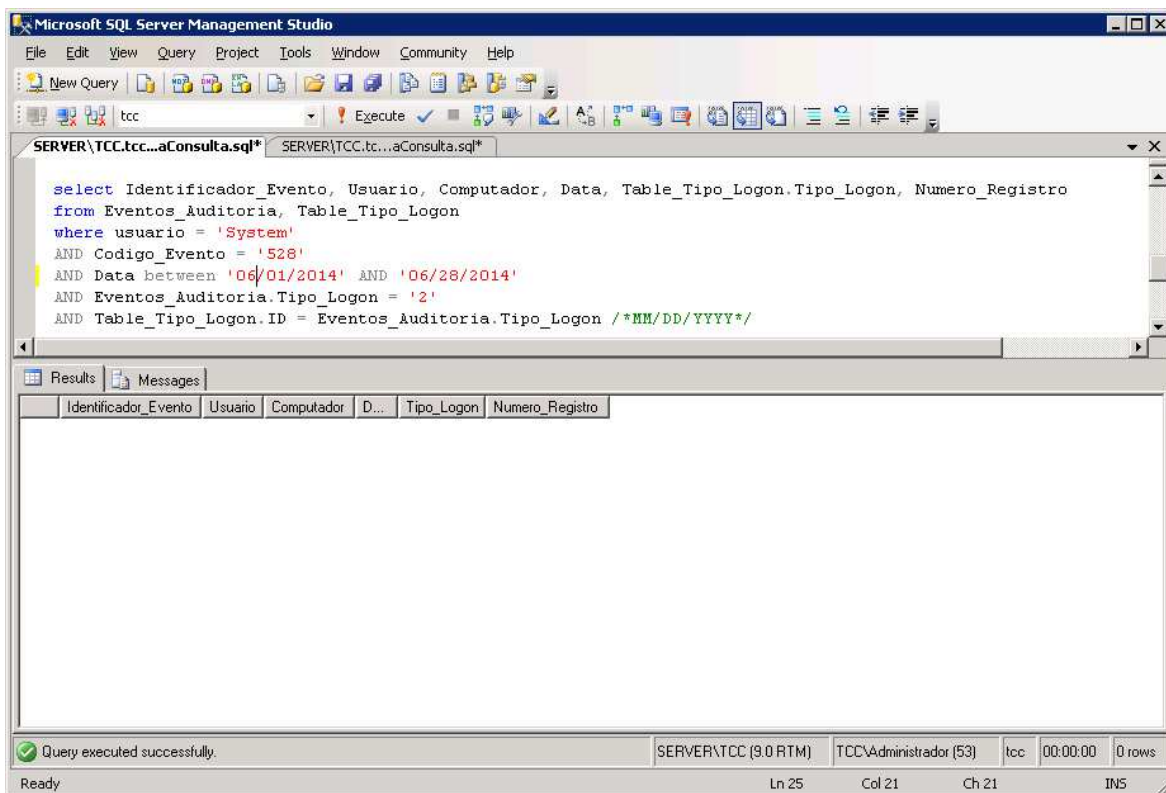 Microsoft SQL Server Management Studio
File Edit View Query Project Tools Window Community Help
New Query
tcc Execute
SERVER\TCC.tcc...aConsulta.sql* SERVER\TCC.tc...aConsulta.sql*
select Identificador_Evento, Usuario, Computador, Data, Table_Tipo_Logon.Tipo_Logon, Numero_Registro
from Eventos_Auditoria, Table_Tipo_Logon
where usuario = 'System'
AND Codigo_Evento = '528'
AND Data between '06/01/2014' AND '06/28/2014'
AND Eventos_Auditoria.Tipo_Logon = '2'
AND Table_Tipo_Logon.ID = Eventos_Auditoria.Tipo_Logon /*MM/DD/YYYY*/
Results Messages
Identificador_Evento Usuario Computador D... Tipo_Logon Numero_Registro
Query executed successfully. SERVER\TCC (9.0 RTM) TCC\Administrador (53) tcc 00:00:00 0 rows
Ready Ln 25 Col 21 Ch 21 INS